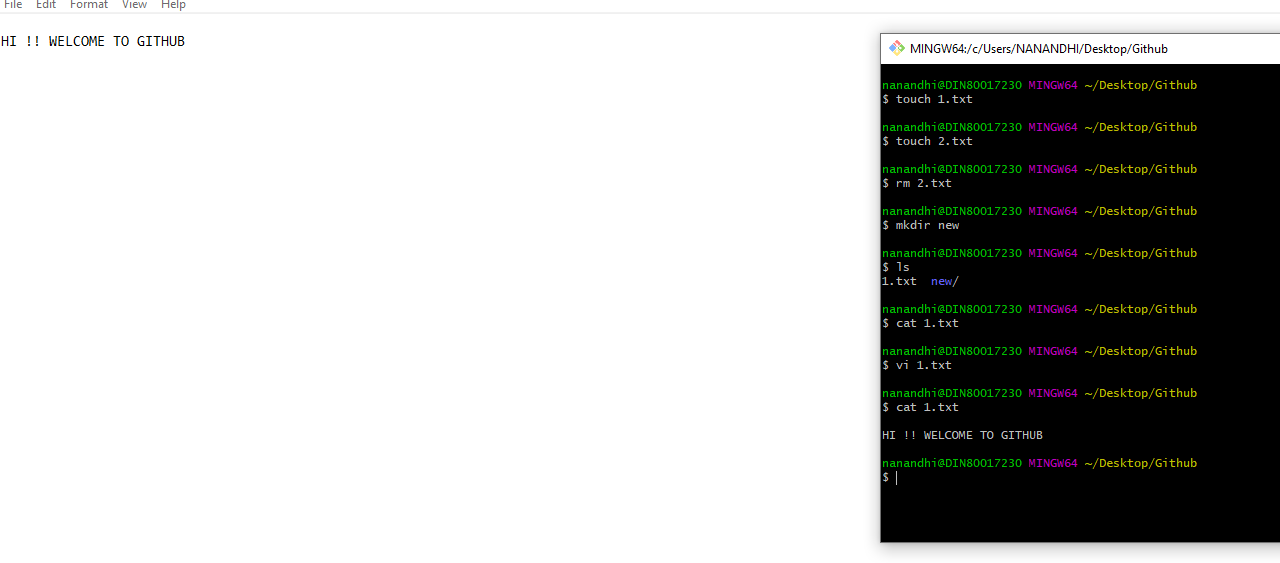 File Edit Format View Help
HI !! WELCOME TO GITHUB
MINGW64:/c/Users/NANANDHI/Desktop/Github
nanandhi@DIN80017230 MINGW64 ~/Desktop/Github
$ touch 1.txt
nanandhi@DIN80017230 MINGW64 ~/Desktop/Github
$ touch 2.txt
nanandhi@DIN80017230 MINGW64 ~/Desktop/Github
$ rm 2.txt
nanandhi@DIN80017230 MINGW64 ~/Desktop/Github
$ mkdir new
nanandhi@DIN80017230 MINGW64 ~/Desktop/Github
$ ls
1.txt  new/
nanandhi@DIN80017230 MINGW64 ~/Desktop/Github
$ cat 1.txt
nanandhi@DIN80017230 MINGW64 ~/Desktop/Github
$ vi 1.txt
nanandhi@DIN80017230 MINGW64 ~/Desktop/Github
$ cat 1.txt
HI !! WELCOME TO GITHUB
nanandhi@DIN80017230 MINGW64 ~/Desktop/Github
$